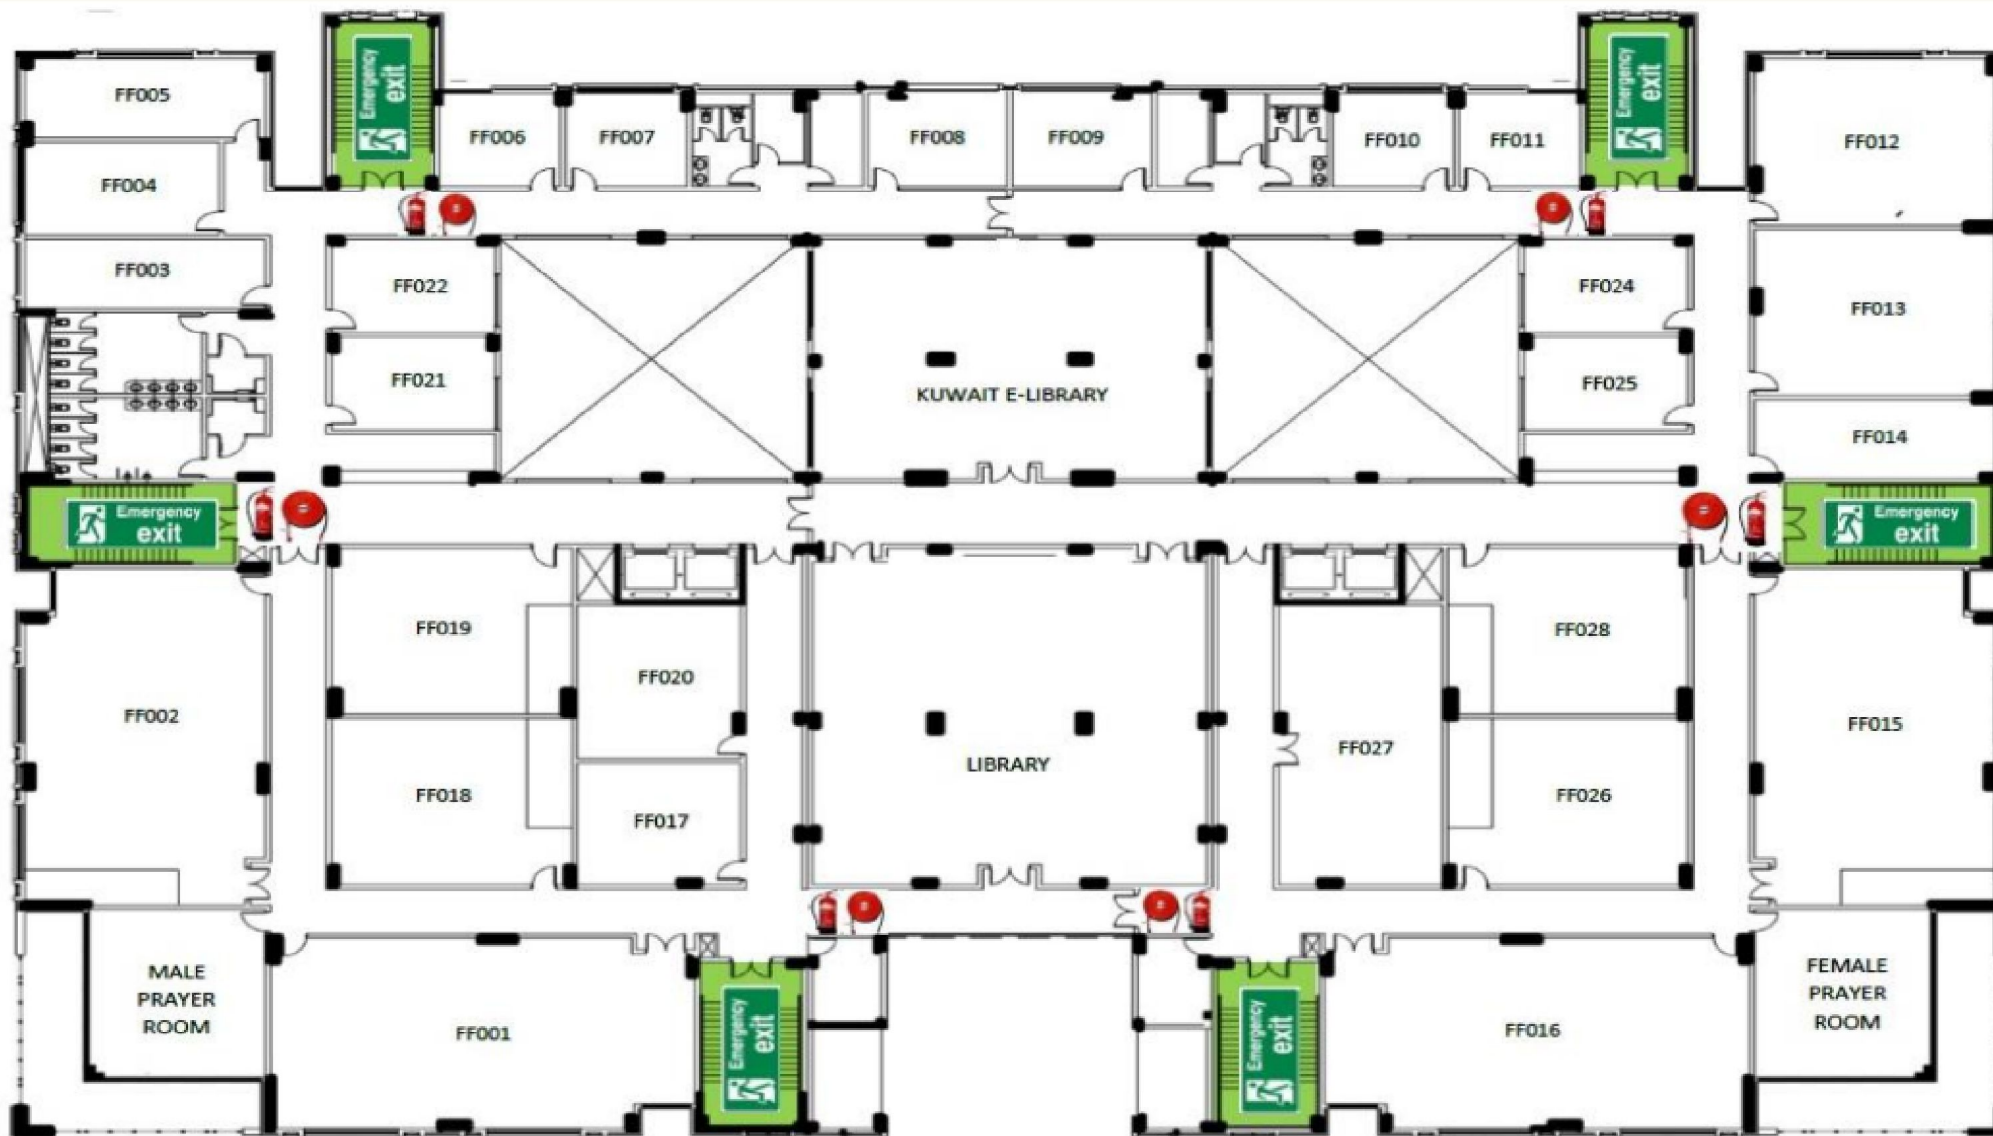 Emergency
exit
Emergency
exit
FF005
FF012
FF006
FF007
FF008
FF009
FF010
FF011
FF004
FF003
FF022
FF024
FF013
FF021
KUWAIT E-LIBRARY
FF025
FF014
Emergency
exit
Emergency
exit
FF019
FF028
FF020
FF002
FF027
FF015
LIBRARY
FF018
FF026
FF017
MALE
PRAYER
ROOM
FF001
Emergency
exit
Emergency
exit
FF016
FEMALE
PRAYER
ROOM